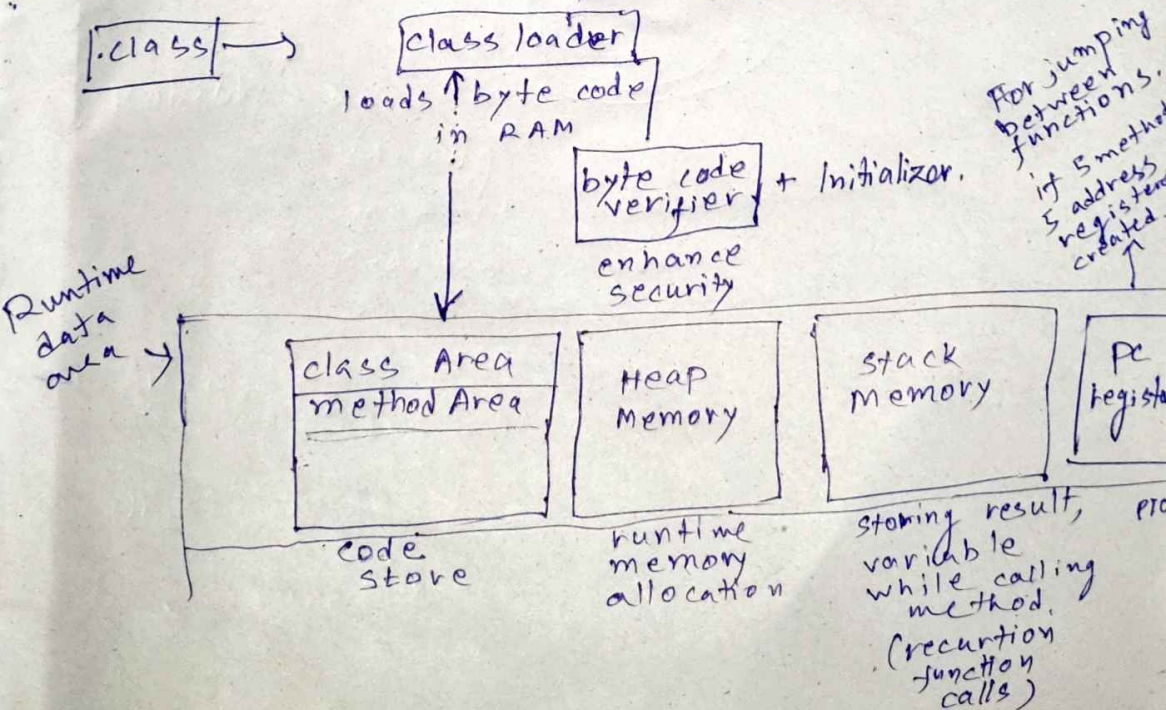 .class
class loader
loads byte code
in RAM
byte code
verifier
+ Initializer.
enhance
security
For jumping
between
functions.
if 5 method
5 address
register
created
Runtime
data
area
class Area
method Area
code
store
Heap
Memory
runtime
memory
allocation
stack
Memory
storing result,
variable
while calling
method.
(recurtion
function
calls)
PC
registe